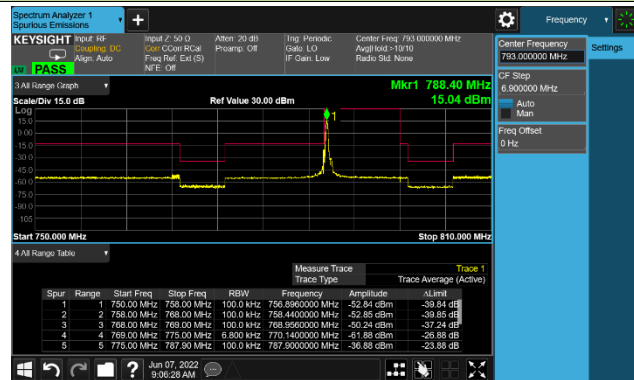 Spectrum Analyzer 1
Spurious Emissions
Frequency
KEYSIGHT Input: RF
Coupling: DC
Align: Auto
Input Z: 50 Ω
Corr CCorr RCal
Freq Ref: Ext (S)
NFE: Off
Atten: 20 dB
Preamp: Off
Trig: Periodic
Gate: LO
IF Gain: Low
Center Freq: 793.000000 MHz
Avg|Hold:>10/10
Radio Std: None
LM PASS
Center Frequency
793.000000 MHz
Settings
CF Step
6.900000 MHz
Auto
Man
Freq Offset
0 Hz
3 All Range Graph
Mkr1 788.40 MHz
Scale/Div 15.0 dB
Ref Value 30.00 dBm
15.04 dBm
Log
15.0
0.00
-15.0
-30.0
-45.0
-60.0
-75.0
-90.0
-105
1
Start 750.000 MHz
Stop 810.000 MHz
4 All Range Table
Measure Trace Trace 1
Trace Type Trace Average (Active)
Spur Range Start Freq Stop Freq RBW Frequency Amplitude ΔLimit
1 1 750.00 MHz 758.00 MHz 100.0 kHz 756.8960000 MHz -52.84 dBm -39.84 dB
2 2 758.00 MHz 768.00 MHz 100.0 kHz 758.4400000 MHz -52.85 dBm -39.85 dB
3 3 768.00 MHz 769.00 MHz 100.0 kHz 768.9560000 MHz -50.24 dBm -37.24 dB
4 4 769.00 MHz 775.00 MHz 6.800 kHz 770.1400000 MHz -61.88 dBm -26.88 dB
5 5 775.00 MHz 787.90 MHz 100.0 kHz 787.9000000 MHz -36.88 dBm -23.88 dB
Jun 07, 2022
9:06:28 AM